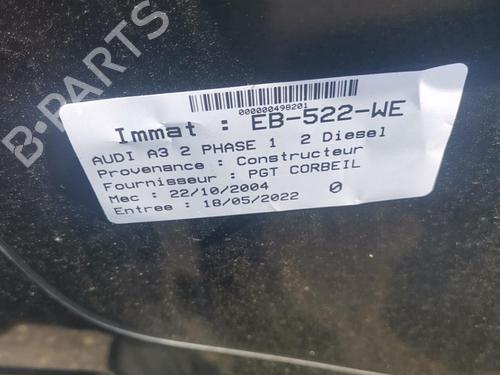 B-PARTS
000000498201
Immat : EB-522-WE
AUDI A3 2 PHASE 1 2 Diesel
Provenance : Constructeur
Fournisseur : PGT CORBEIL
Mec : 22/10/2004 0
Entree : 18/05/2022